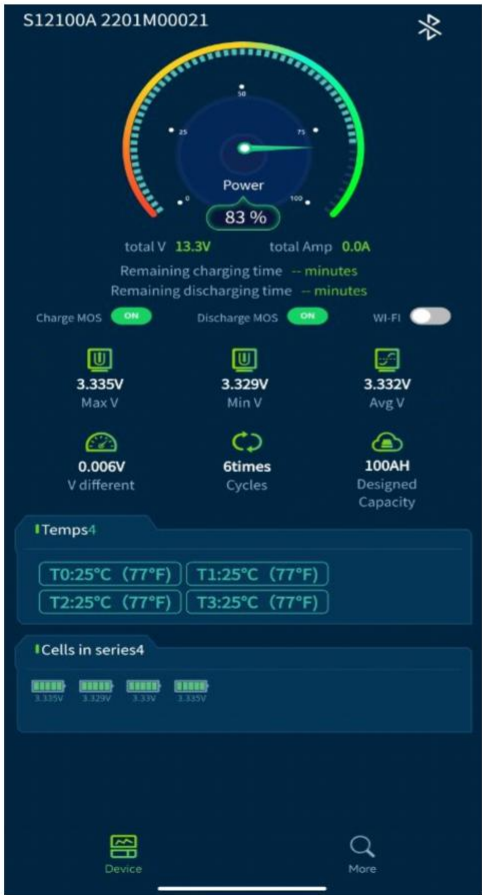 S12100A 2201M00021
50
25
75
0
100
Power
83 %
total V 13.3V total Amp 0.0A
Remaining charging time -- minutes
Remaining discharging time -- minutes
Charge MOS ON Discharge MOS ON WI-FI
3.335V 3.329V 3.332V
Max V Min V Avg V
0.006V 6times 100AH
V different Cycles Designed
Capacity
Temps4
T0:25°C (77°F) T1:25°C (77°F)
T2:25°C (77°F) T3:25°C (77°F)
Cells in series4
3.335V 3.329V 3.33V 3.335V
Device More